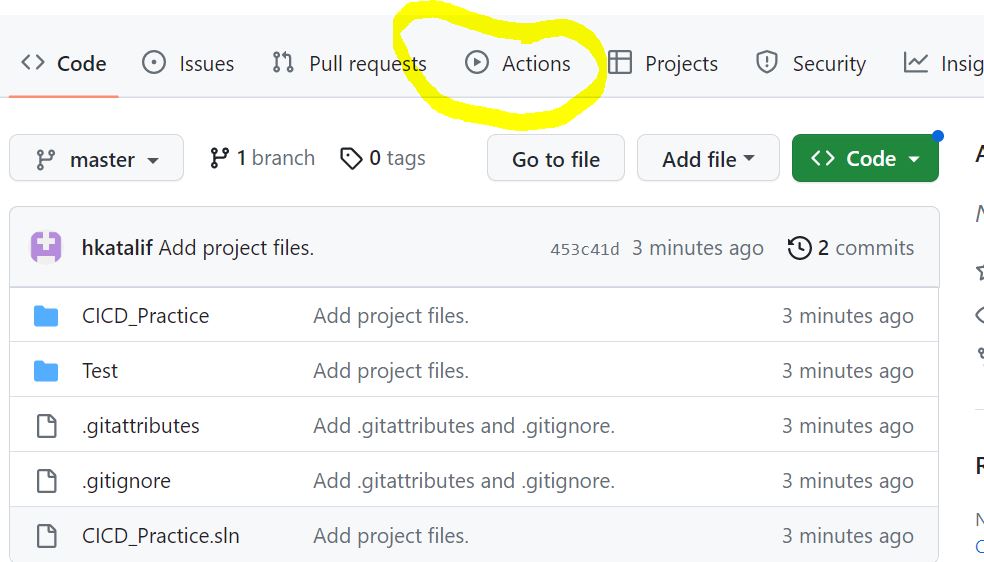 Code Issues Pull requests Actions Projects Security Insig
master 1 branch 0 tags Go to file Add file Code
hkatalif Add project files. 453c41d 3 minutes ago 2 commits
CICD_Practice Add project files. 3 minutes ago
Test Add project files. 3 minutes ago
.gitattributes Add .gitattributes and .gitignore. 3 minutes ago
.gitignore Add .gitattributes and .gitignore. 3 minutes ago
CICD_Practice.sln Add project files. 3 minutes ago